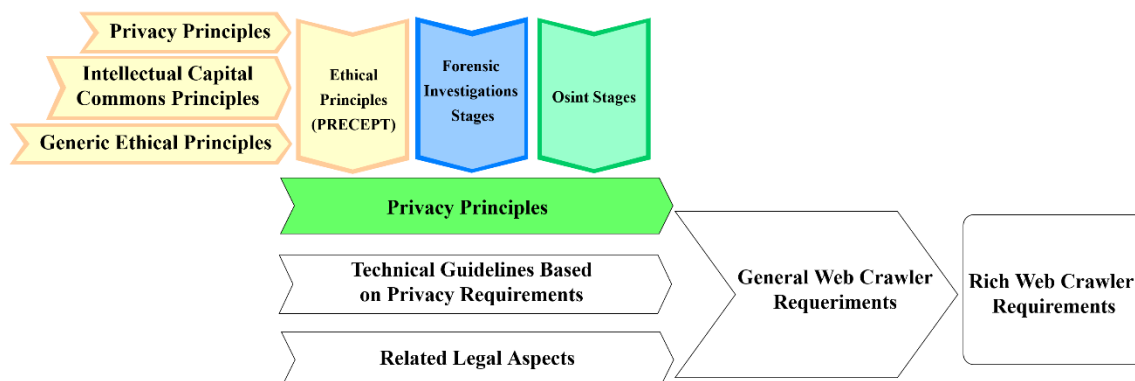 Privacy Principles
Intellectual Capital
Commons Principles
Generic Ethical Principles
Ethical
Principles
(PRECEPT)
Forensic
Investigations
Stages
Osint Stages
Privacy Principles
Technical Guidelines Based
on Privacy Requirements
Related Legal Aspects
General Web Crawler
Requeriments
Rich Web Crawler
Requirements